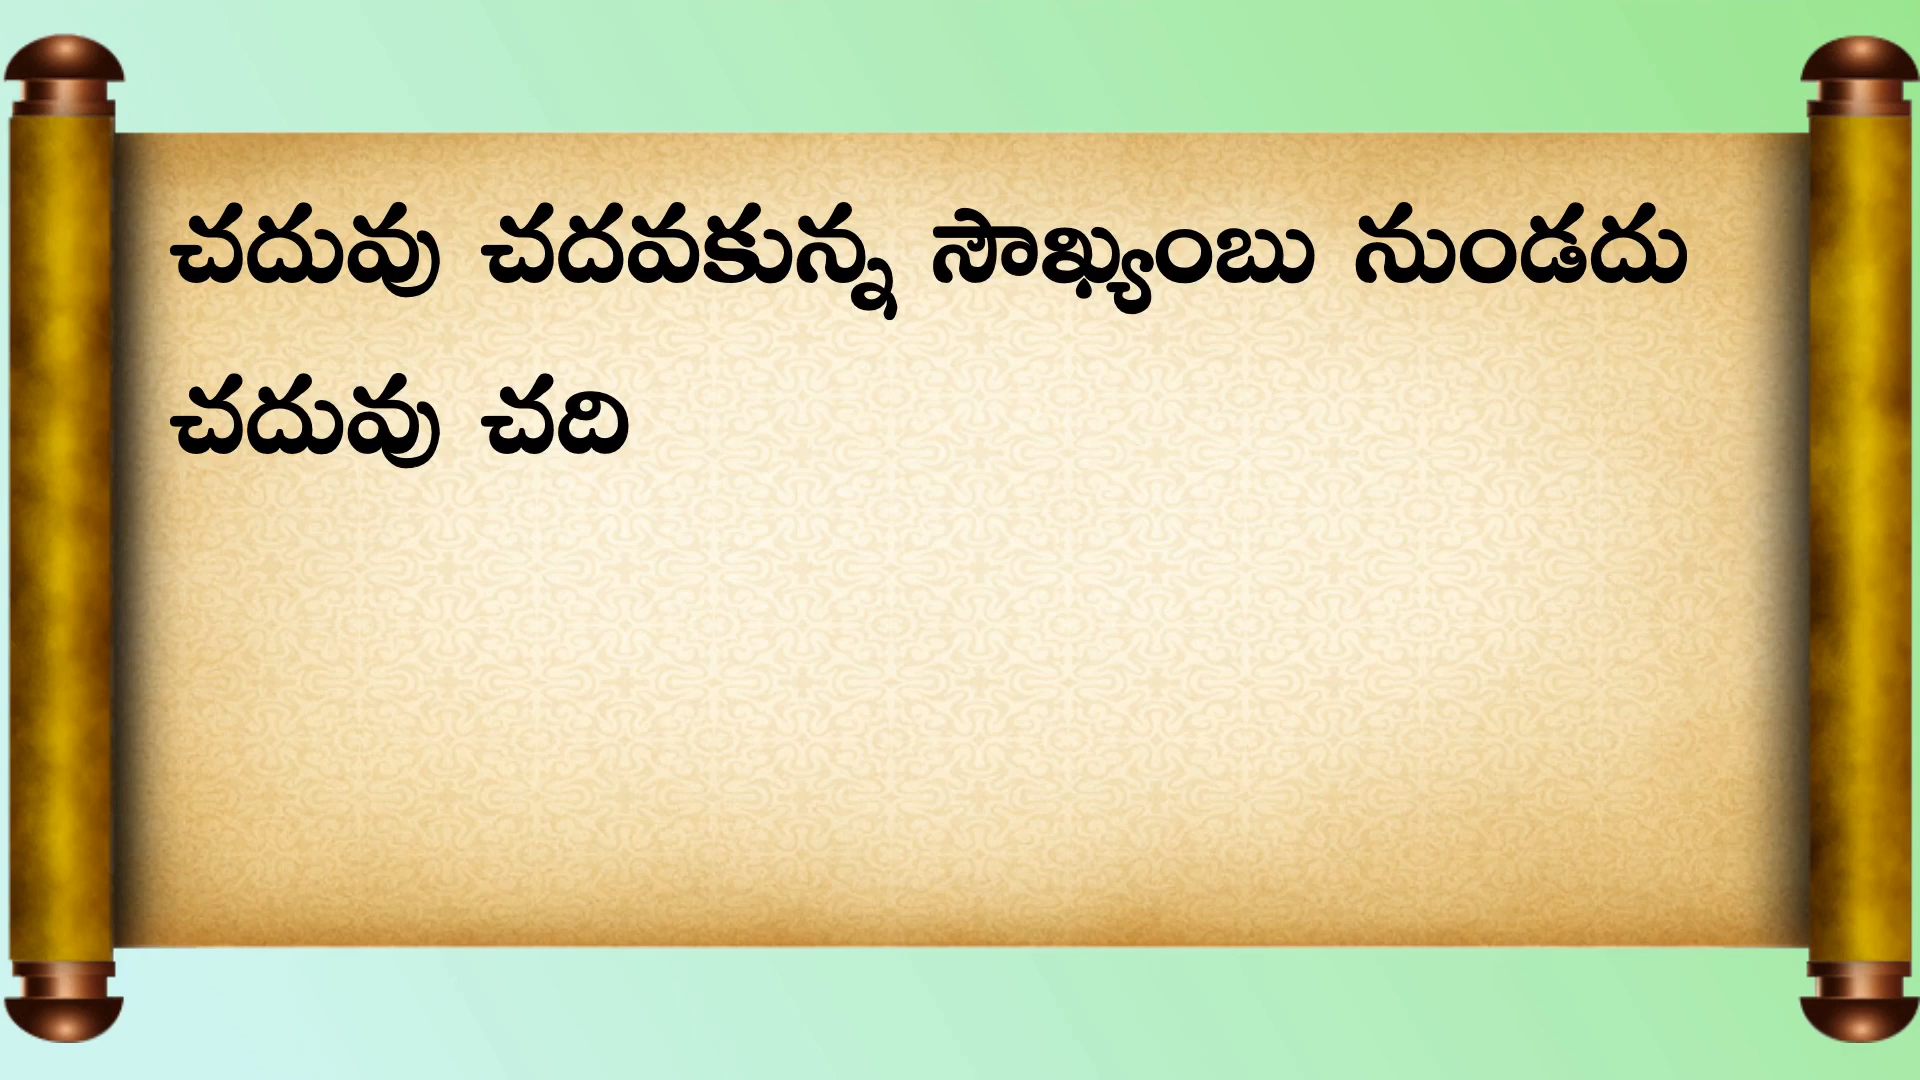 చదువు చదవకున్న సౌఖ్యంబు నుండదు
చదువు చది